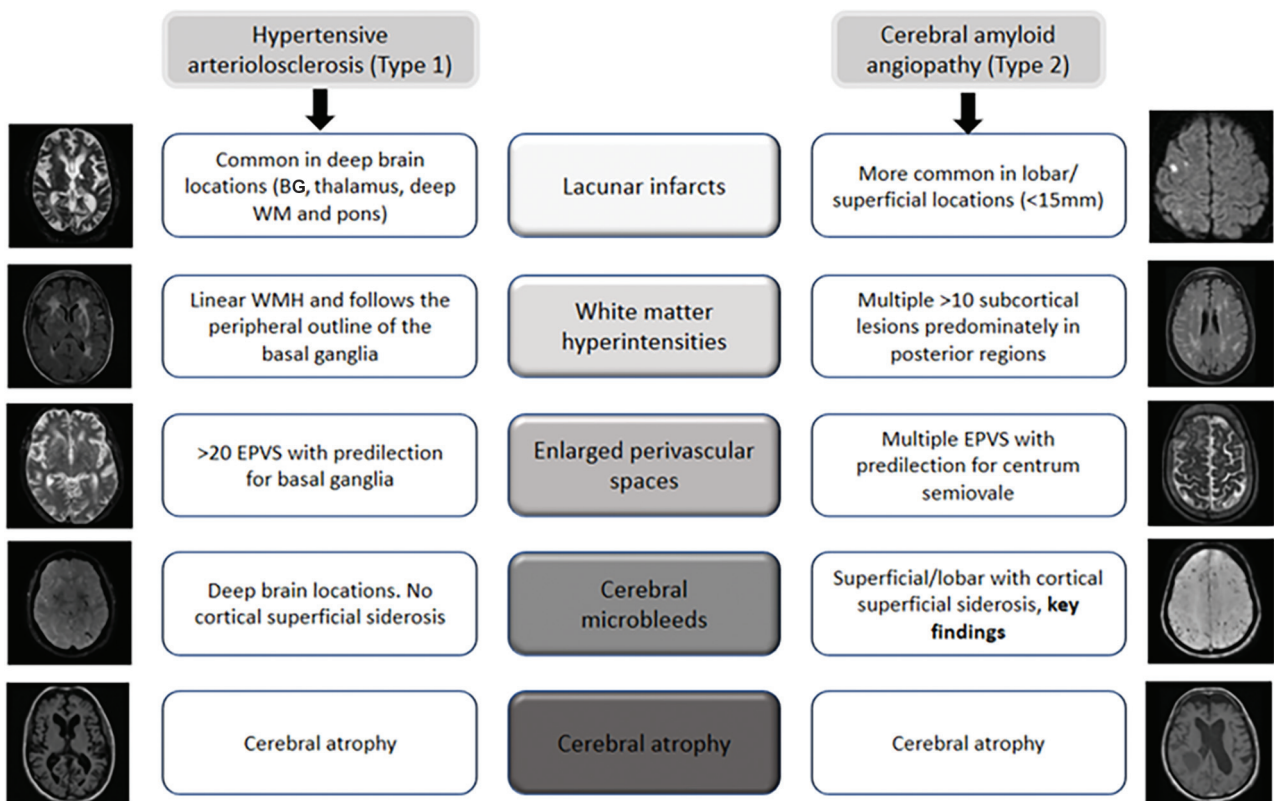 Hypertensive
arteriolosclerosis (Type 1)
Cerebral amyloid
angiopathy (Type 2)
Common in deep brain
locations (BG, thalamus, deep
WM and pons)
Lacunar infarcts
More common in lobar/
superficial locations (<15mm)
Linear WMH and follows the
peripheral outline of the
basal ganglia
White matter
hyperintensities
Multiple >10 subcortical
lesions predominately in
posterior regions
>20 EPVS with predilection
for basal ganglia
Enlarged perivascular
spaces
Multiple EPVS with
predilection for centrum
semiovale
Deep brain locations. No
cortical superficial siderosis
Cerebral
microbleeds
Superficial/lobar with cortical
superficial siderosis, key
findings
Cerebral atrophy
Cerebral atrophy
Cerebral atrophy